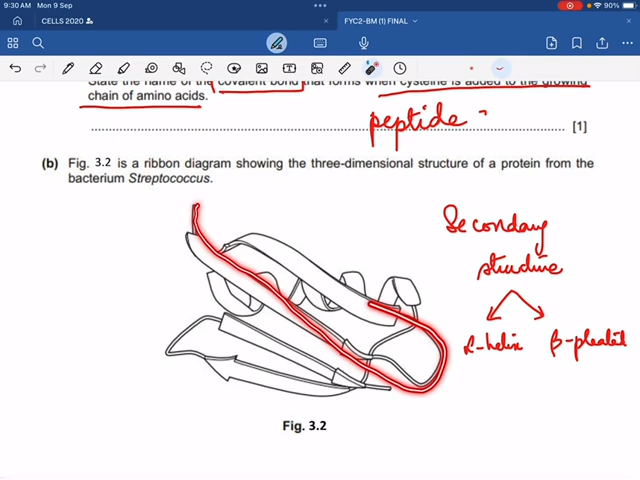 9:30 AM Mon 9 Sep
90%
CELLS 2020
FYC2-BM (1) FINAL
State the name of the covalent bond that forms when cysteine is added to the growing
chain of amino acids.
peptide
[1]
(b) Fig. 3.2 is a ribbon diagram showing the three-dimensional structure of a protein from the
bacterium Streptococcus.
Secondary
structure
α-helix β-pleated
Fig. 3.2